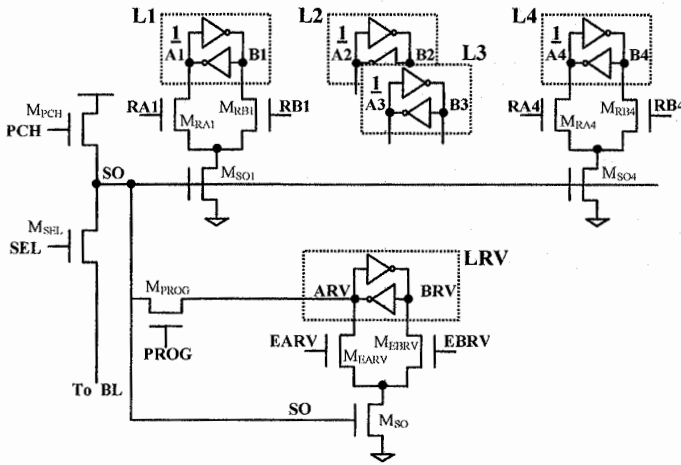 L1 L2 L4
1 1 1
A1 B1 A2 B2 L3 A4 B4
1
A3 B3
MPCH RA1 MRB1 RB1 RA4 MRB4 RB4
PCH MRA1 MRA4
SO MSO1 MSO4
MSEL
SEL
LRV
MPROG ARV BRV
EARV MEBRV EBRV
PROG MEARV
To BL
SO MSO